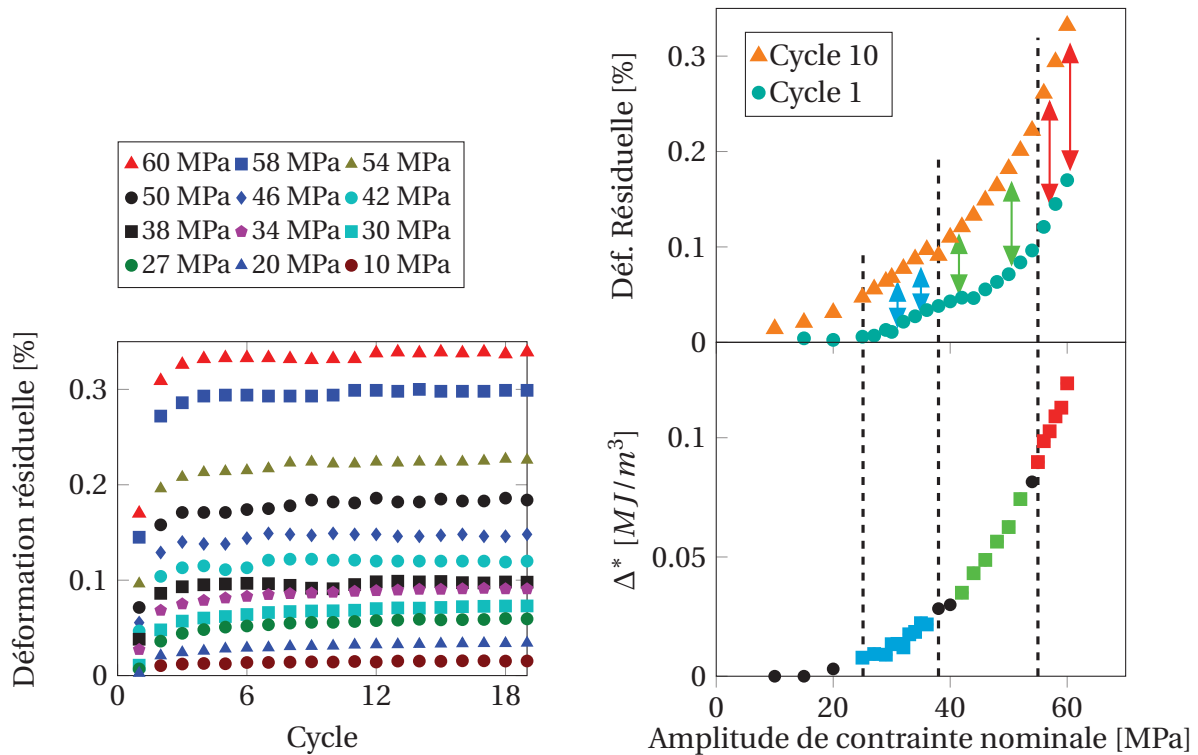 60 MPa 58 MPa 54 MPa
50 MPa 46 MPa 42 MPa
38 MPa 34 MPa 30 MPa
27 MPa 20 MPa 10 MPa
Déformation résiduelle [%]
0.3
0.2
0.1
0
0 6 12 18
Cycle
Cycle 10
Cycle 1
Déf. Résiduelle [%]
0.3
0.2
0.1
0
Δ* [MJ/m³]
0.1
0.05
0
0 20 40 60
Amplitude de contrainte nominale [MPa]